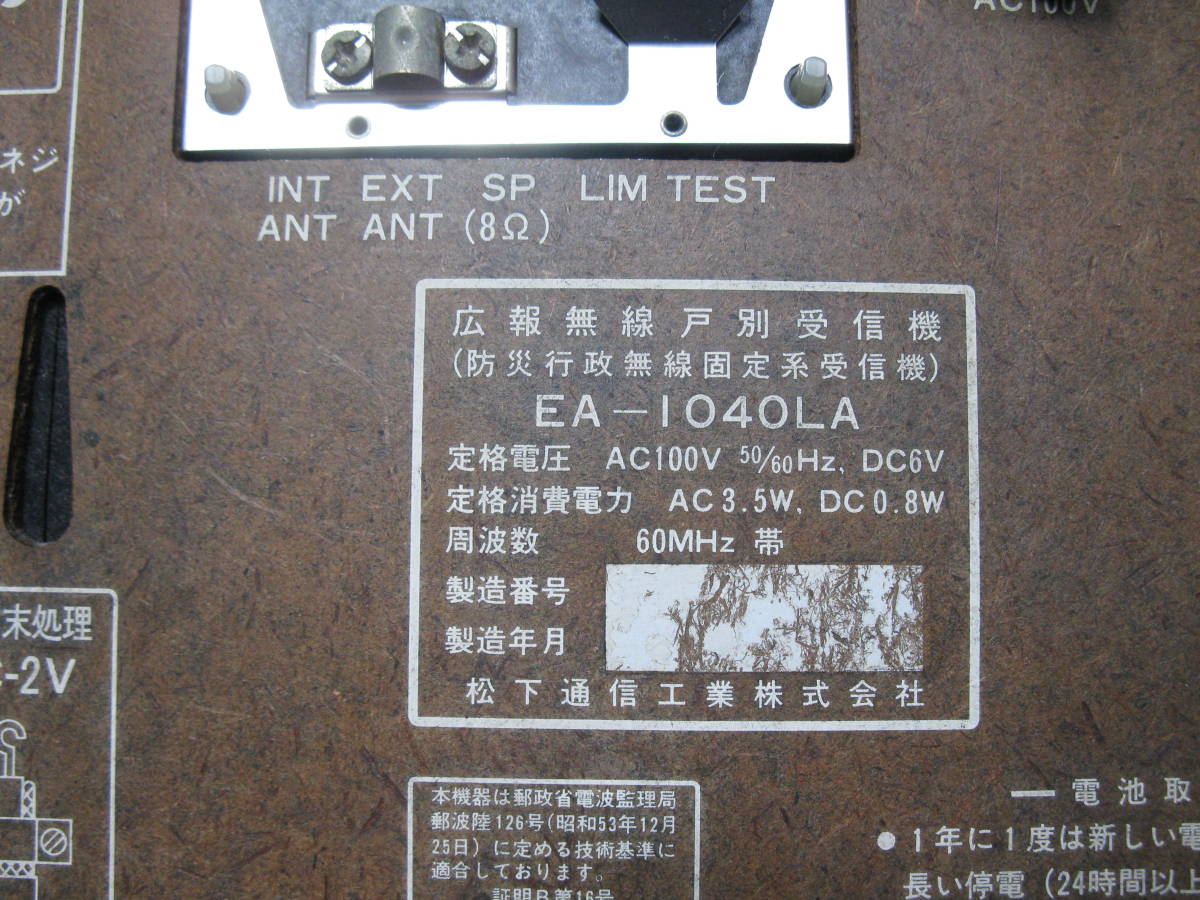 AC100V
ネジ
が
INT EXT SP LIM TEST
ANT ANT (8Ω)
広報無線戸別受信機
(防災行政無線固定系受信機)
EA-1040LA
定格電圧 AC100V 50/60Hz, DC6V
定格消費電力 AC3.5W, DC0.8W
周波数 60MHz 帯
製造番号
製造年月
松下通信工業株式会社
末処理
-2V
本機器は郵政省電波監理局
郵波陸126号(昭和53年12月
25日)に定める技術基準に
適合しております。
証明B第16号
電池取
●1年に1度は新しい電
長い停電(24時間以上